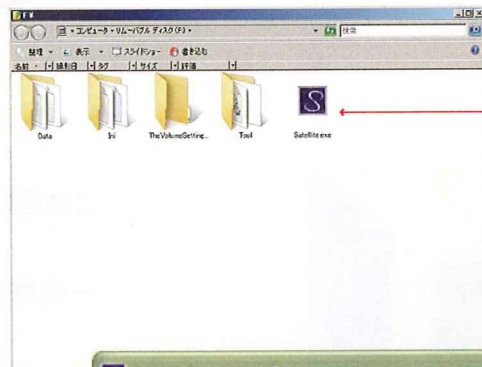 F:¥
コンピュータ ▸ リムーバブル ディスク (F:) ▸
検索
整理 表示 スライドショー 書き込む
名前 撮影日 タグ サイズ 評価
Data
Ini
TheVolumeSetting...
Tool
Satellite.exe